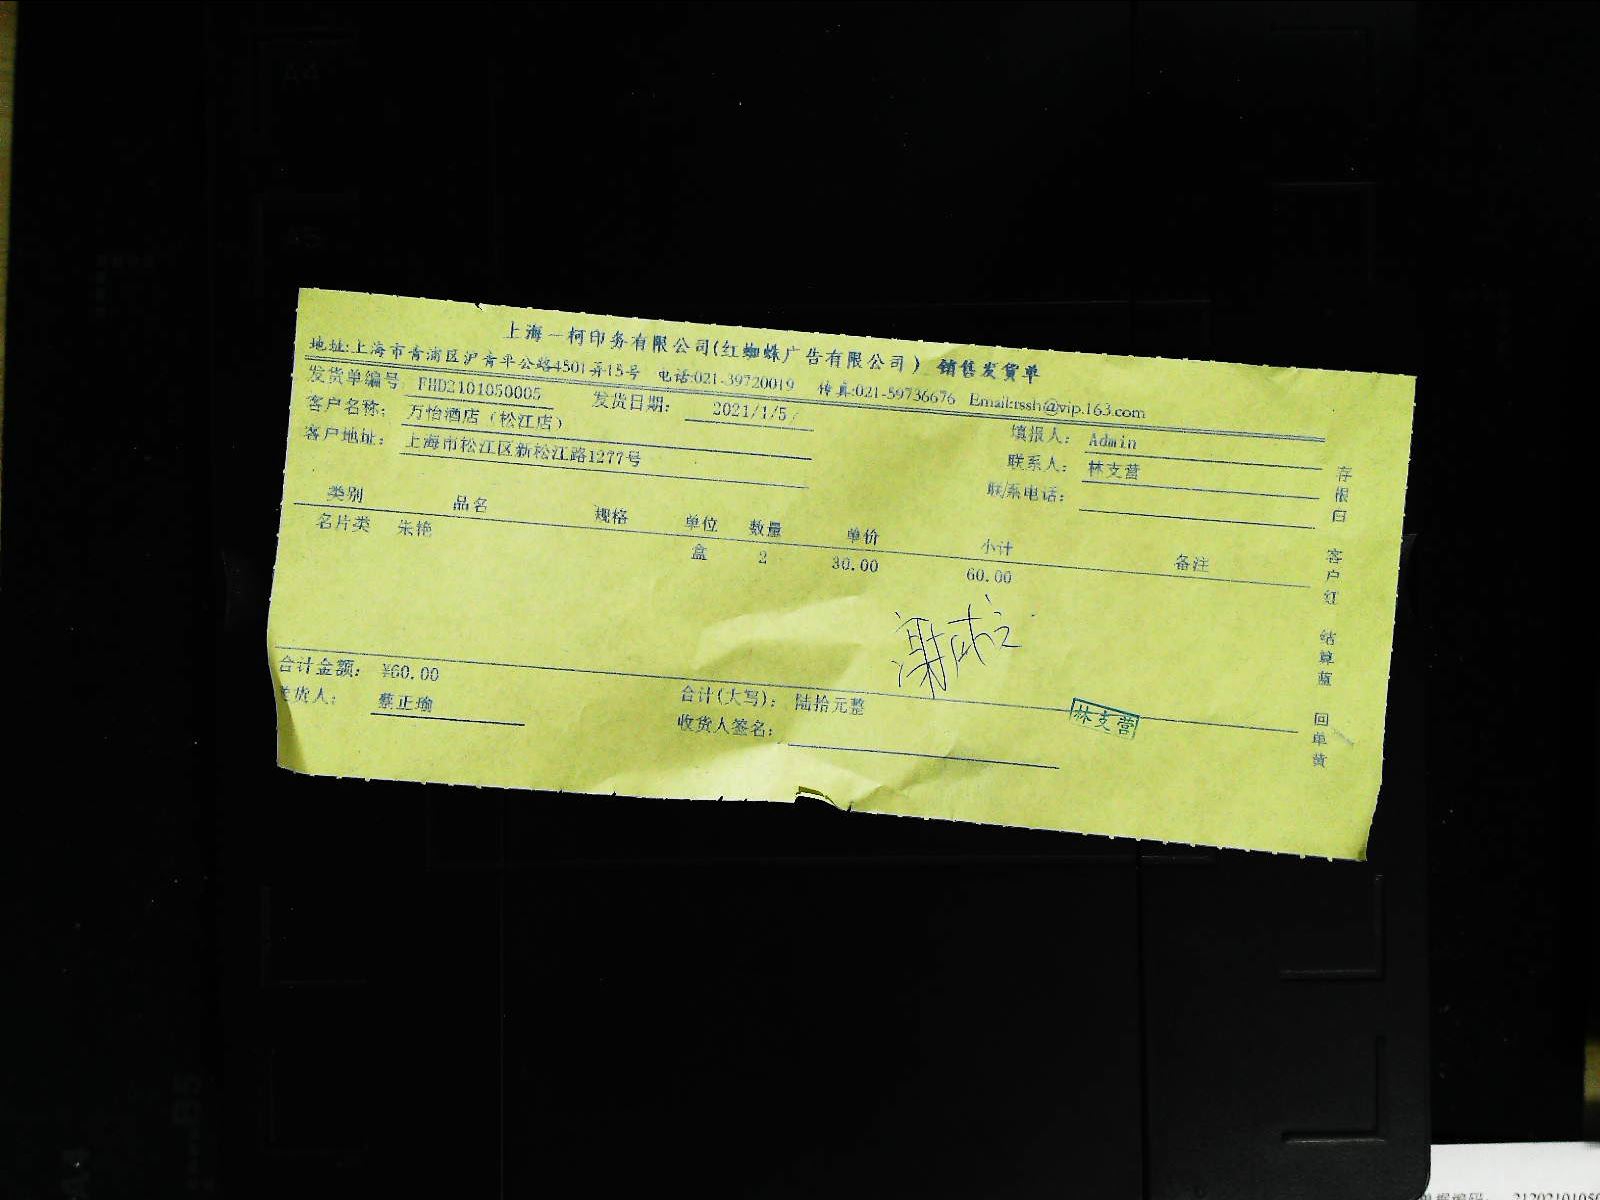 上海一柯印务有限公司(红蜘蛛广告有限公司) 销售发货单
地址:上海市青浦区沪青平公路4501弄15号 电话:021-39720019 传真:021-59736676 Email:rssh@vip.163.com
发货单编号: FHD2101050005 发货日期: 2021/1/5 填报人: Admin
客户名称: 万怡酒店（松江店） 联系人: 林支营
客户地址: 上海市松江区新松江路1277号 联系电话:
类别 品名 规格 单位 数量 单价 小计 备注
名片类 朱艳 盒 2 30.00 60.00
合计金额: ¥60.00 合计(大写): 陆拾元整
送货人: 蔡正瑜 收货人签名:
林支营
存根白 客户红 结算蓝 回单黄
A4
B5